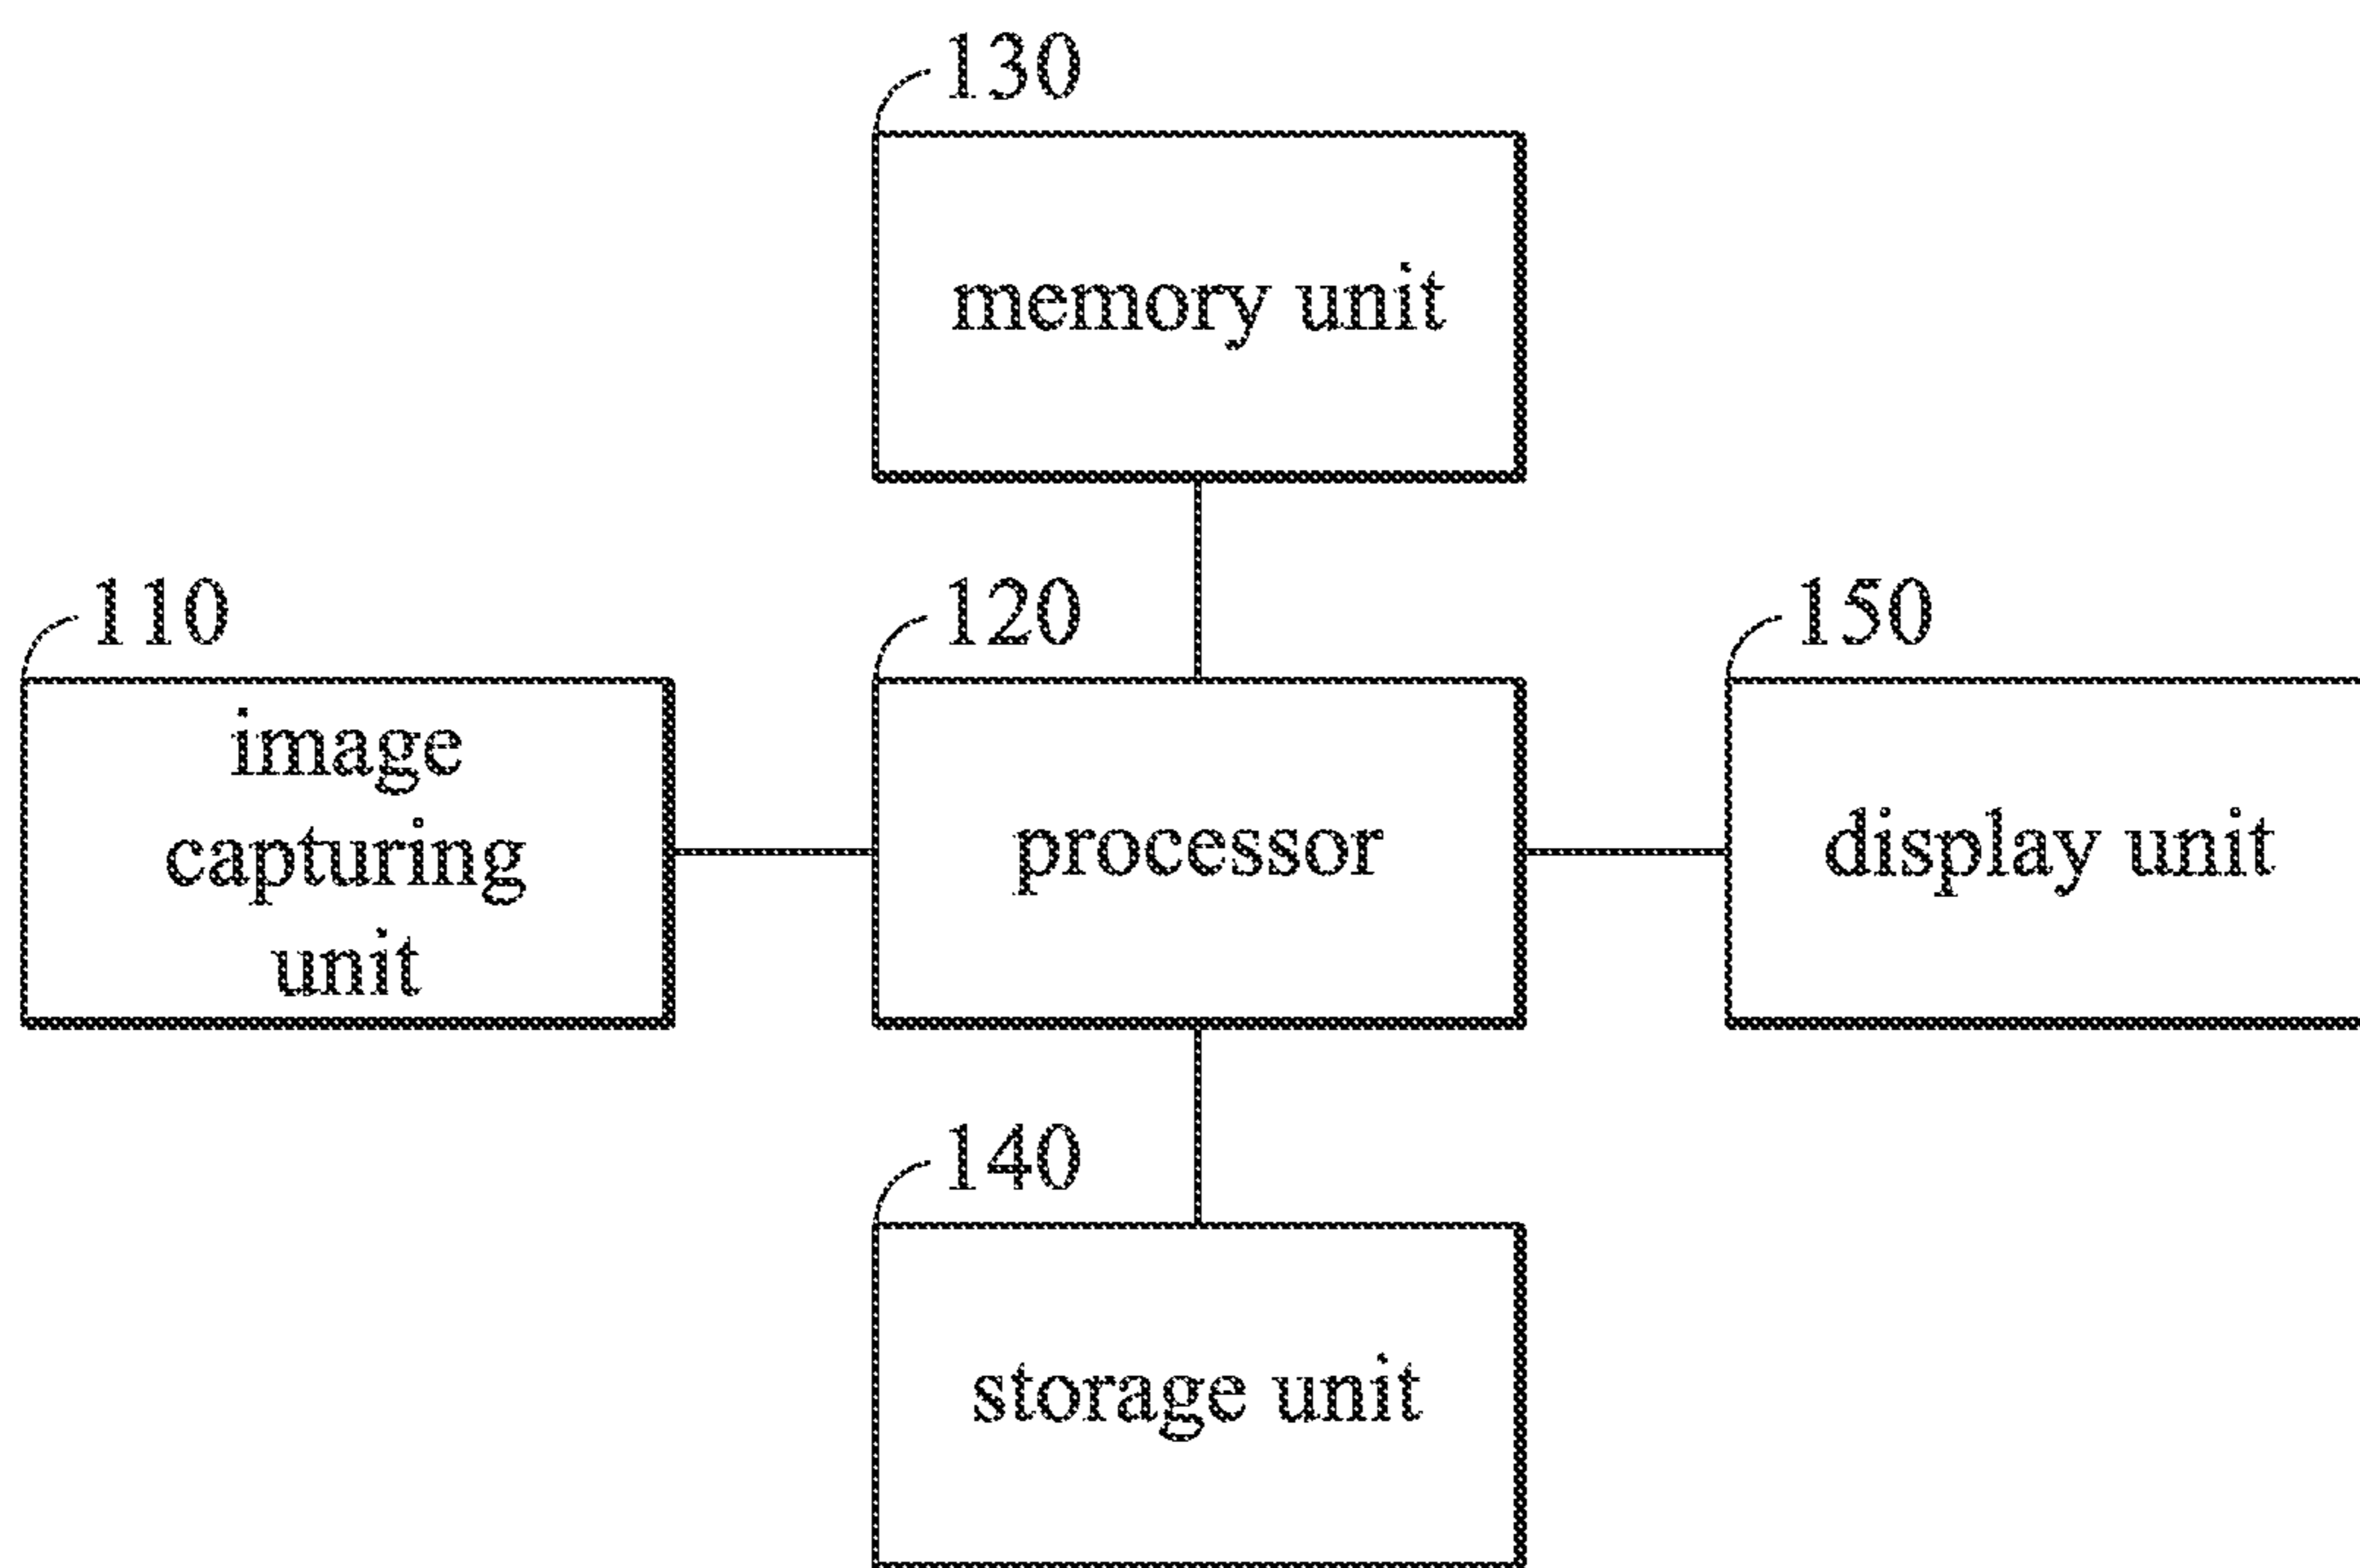 130
memory unit
110
120
150
image
capturing
unit
processor
display unit
140
storage unit